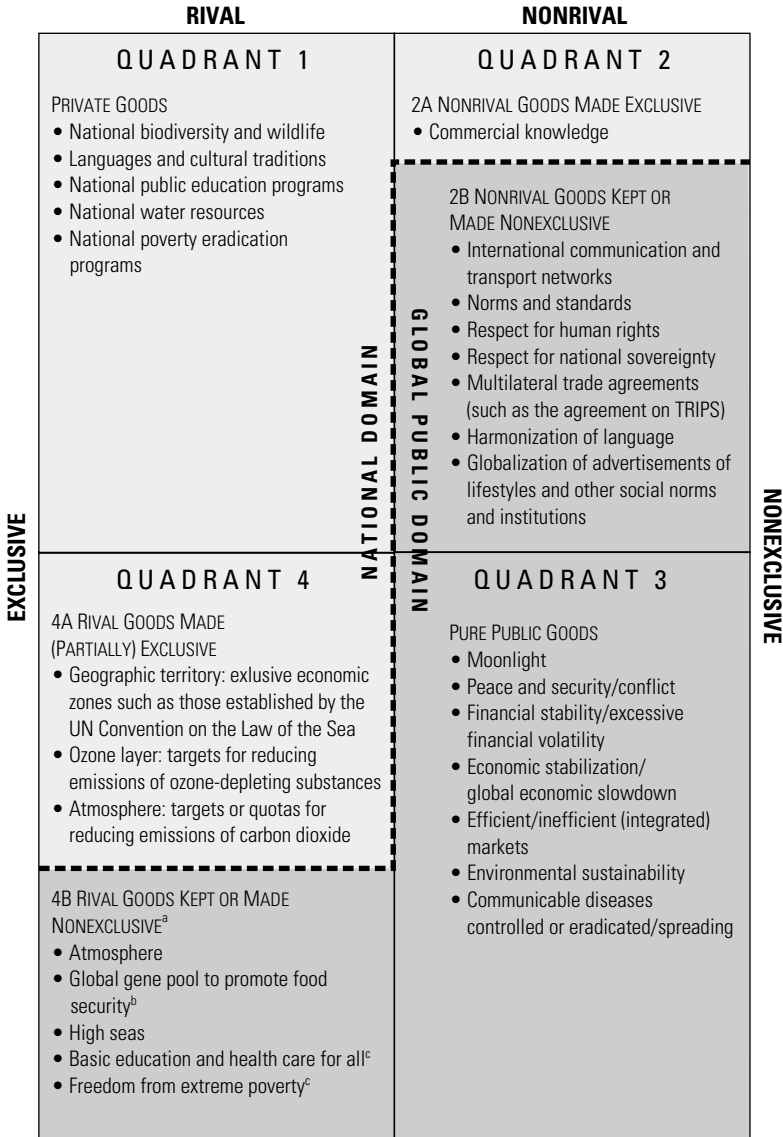 RIVAL
NONRIVAL
QUADRANT 1
PRIVATE GOODS
• National biodiversity and wildlife
• Languages and cultural traditions
• National public education programs
• National water resources
• National poverty eradication
programs
QUADRANT 2
2A NONRIVAL GOODS MADE EXCLUSIVE
• Commercial knowledge
2B NONRIVAL GOODS KEPT OR
MADE NONEXCLUSIVE
• International communication and
transport networks
• Norms and standards
• Respect for human rights
• Respect for national sovereignty
• Multilateral trade agreements
(such as the agreement on TRIPS)
• Harmonization of language
• Globalization of advertisements of
lifestyles and other social norms
and institutions
NATIONAL DOMAIN
GLOBAL PUBLIC DOMAIN
EXCLUSIVE
NONEXCLUSIVE
QUADRANT 4
4A RIVAL GOODS MADE
(PARTIALLY) EXCLUSIVE
• Geographic territory: exlusive economic
zones such as those established by the
UN Convention on the Law of the Sea
• Ozone layer: targets for reducing
emissions of ozone-depleting substances
• Atmosphere: targets or quotas for
reducing emissions of carbon dioxide
4B RIVAL GOODS KEPT OR MADE
NONEXCLUSIVEᵃ
• Atmosphere
• Global gene pool to promote food
securityᵇ
• High seas
• Basic education and health care for allᶜ
• Freedom from extreme povertyᶜ
QUADRANT 3
PURE PUBLIC GOODS
• Moonlight
• Peace and security/conflict
• Financial stability/excessive
financial volatility
• Economic stabilization/
global economic slowdown
• Efficient/inefficient (integrated)
markets
• Environmental sustainability
• Communicable diseases
controlled or eradicated/spreading